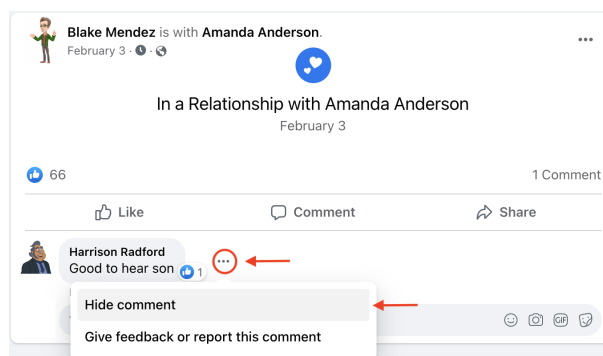 Blake Mendez is with Amanda Anderson.
February 3
In a Relationship with Amanda Anderson
February 3
66
1 Comment
Like
Comment
Share
Harrison Radford
Good to hear son
1
Hide comment
GIF
Give feedback or report this comment